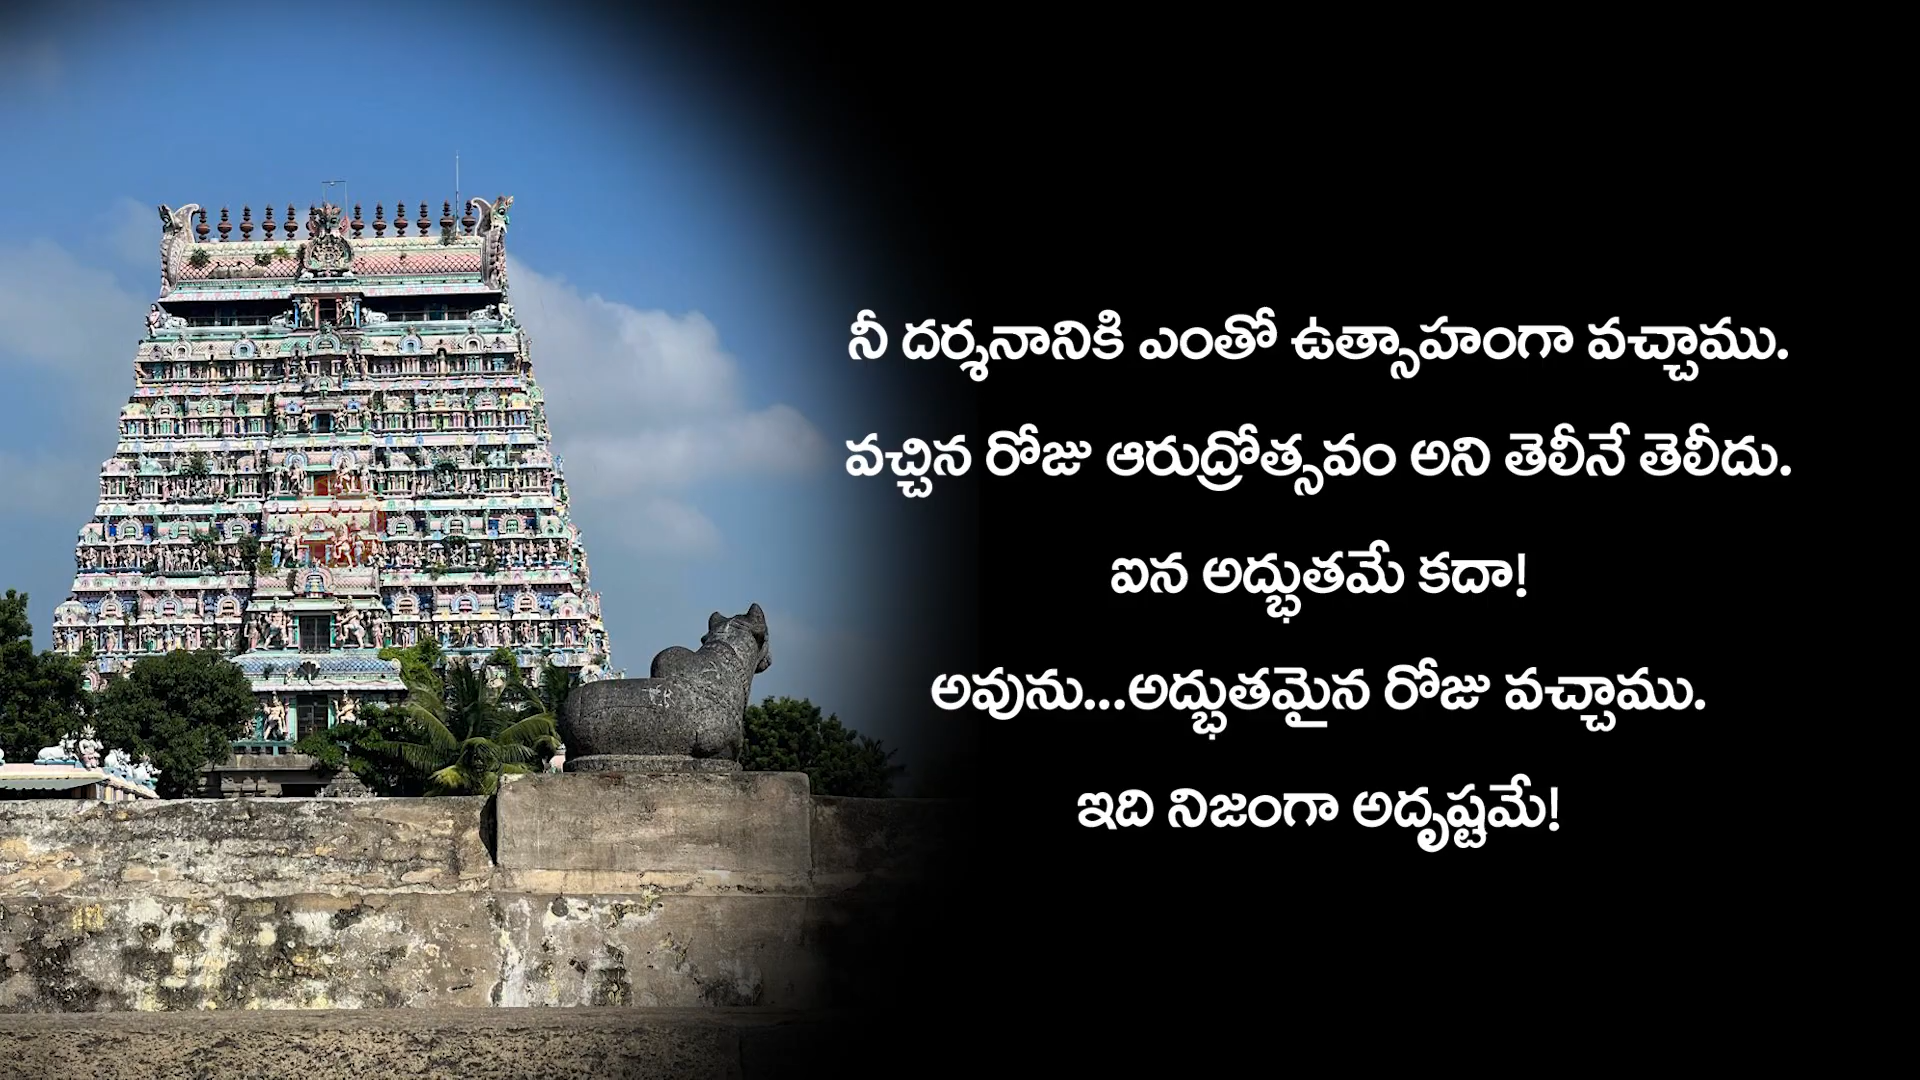 నీ దర్శనానికి ఎంతో ఉత్సాహంగా వచ్చాము.
వచ్చిన రోజు ఆరుద్రోత్సవం అని తెలీనే తెలీదు.
ఐన అద్భుతమే కదా!
అవును...అద్భుతమైన రోజు వచ్చాము.
ఇది నిజంగా అదృష్టమే!